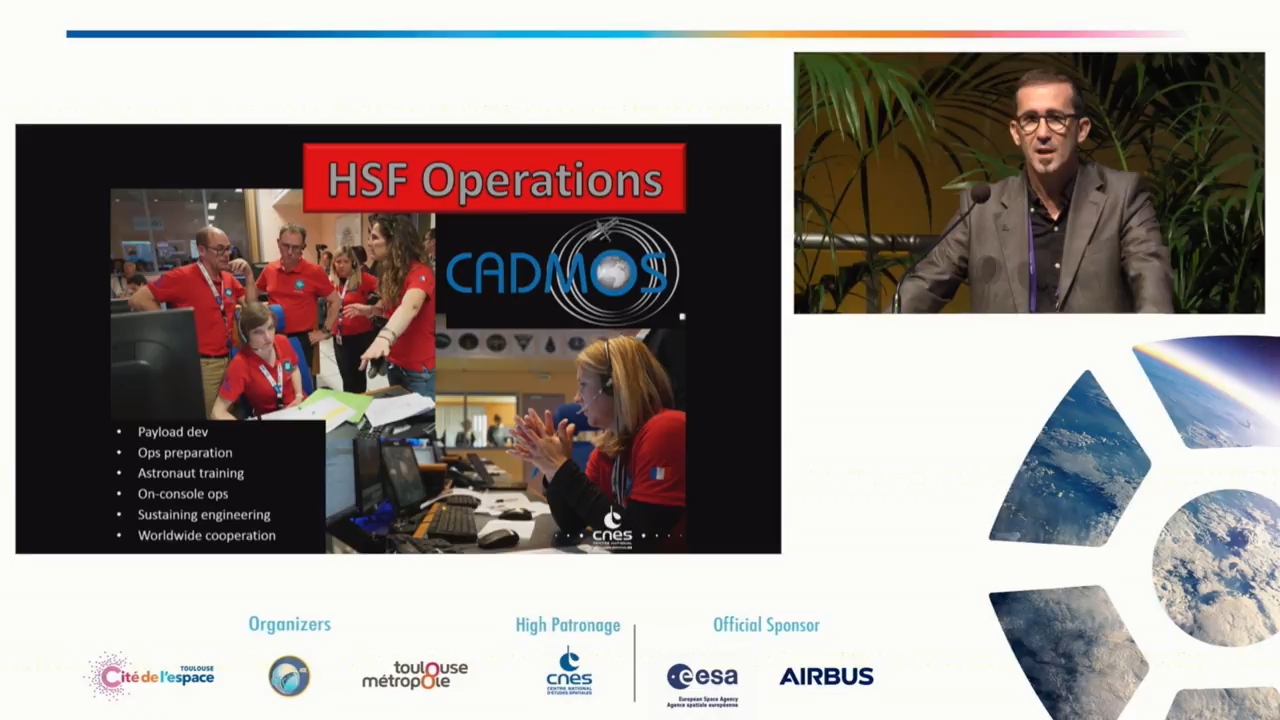 HSF Operations
CADMOS
• Payload dev
• Ops preparation
• Astronaut training
• On-console ops
• Sustaining engineering
• Worldwide cooperation
cnes
Organizers
High Patronage
Official Sponsor
Cité de l'espace
TOULOUSE
toulouse
métropole
cnes
CENTRE NATIONAL
D'ÉTUDES SPATIALES
esa
European Space Agency
Agence spatiale européenne
AIRBUS